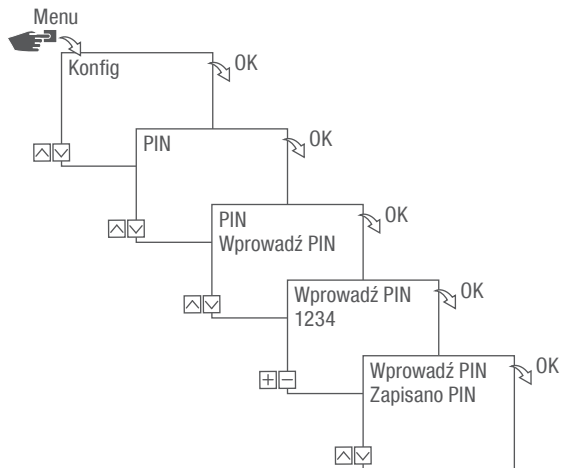 Menu
Konfig
OK
PIN
OK
PIN
Wprowadź PIN
OK
Wprowadź PIN
1234
OK
Wprowadź PIN
Zapisano PIN
OK